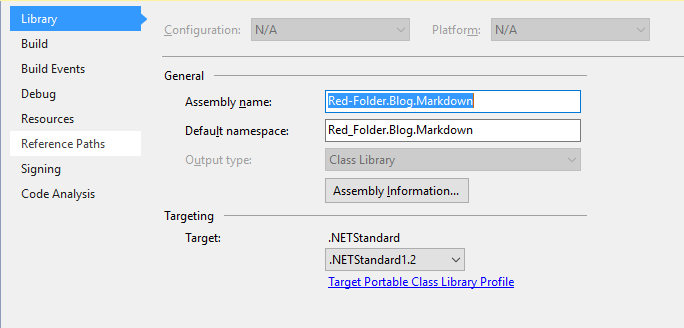 Library
Build
Build Events
Debug
Resources
Reference Paths
Signing
Code Analysis
Configuration: N/A Platform: N/A
General
Assembly name: Red-Folder.Blog.Markdown
Default namespace: Red_Folder.Blog.Markdown
Output type: Class Library
Assembly Information...
Targeting
Target: .NETStandard
.NETStandard1.2
Target Portable Class Library Profile